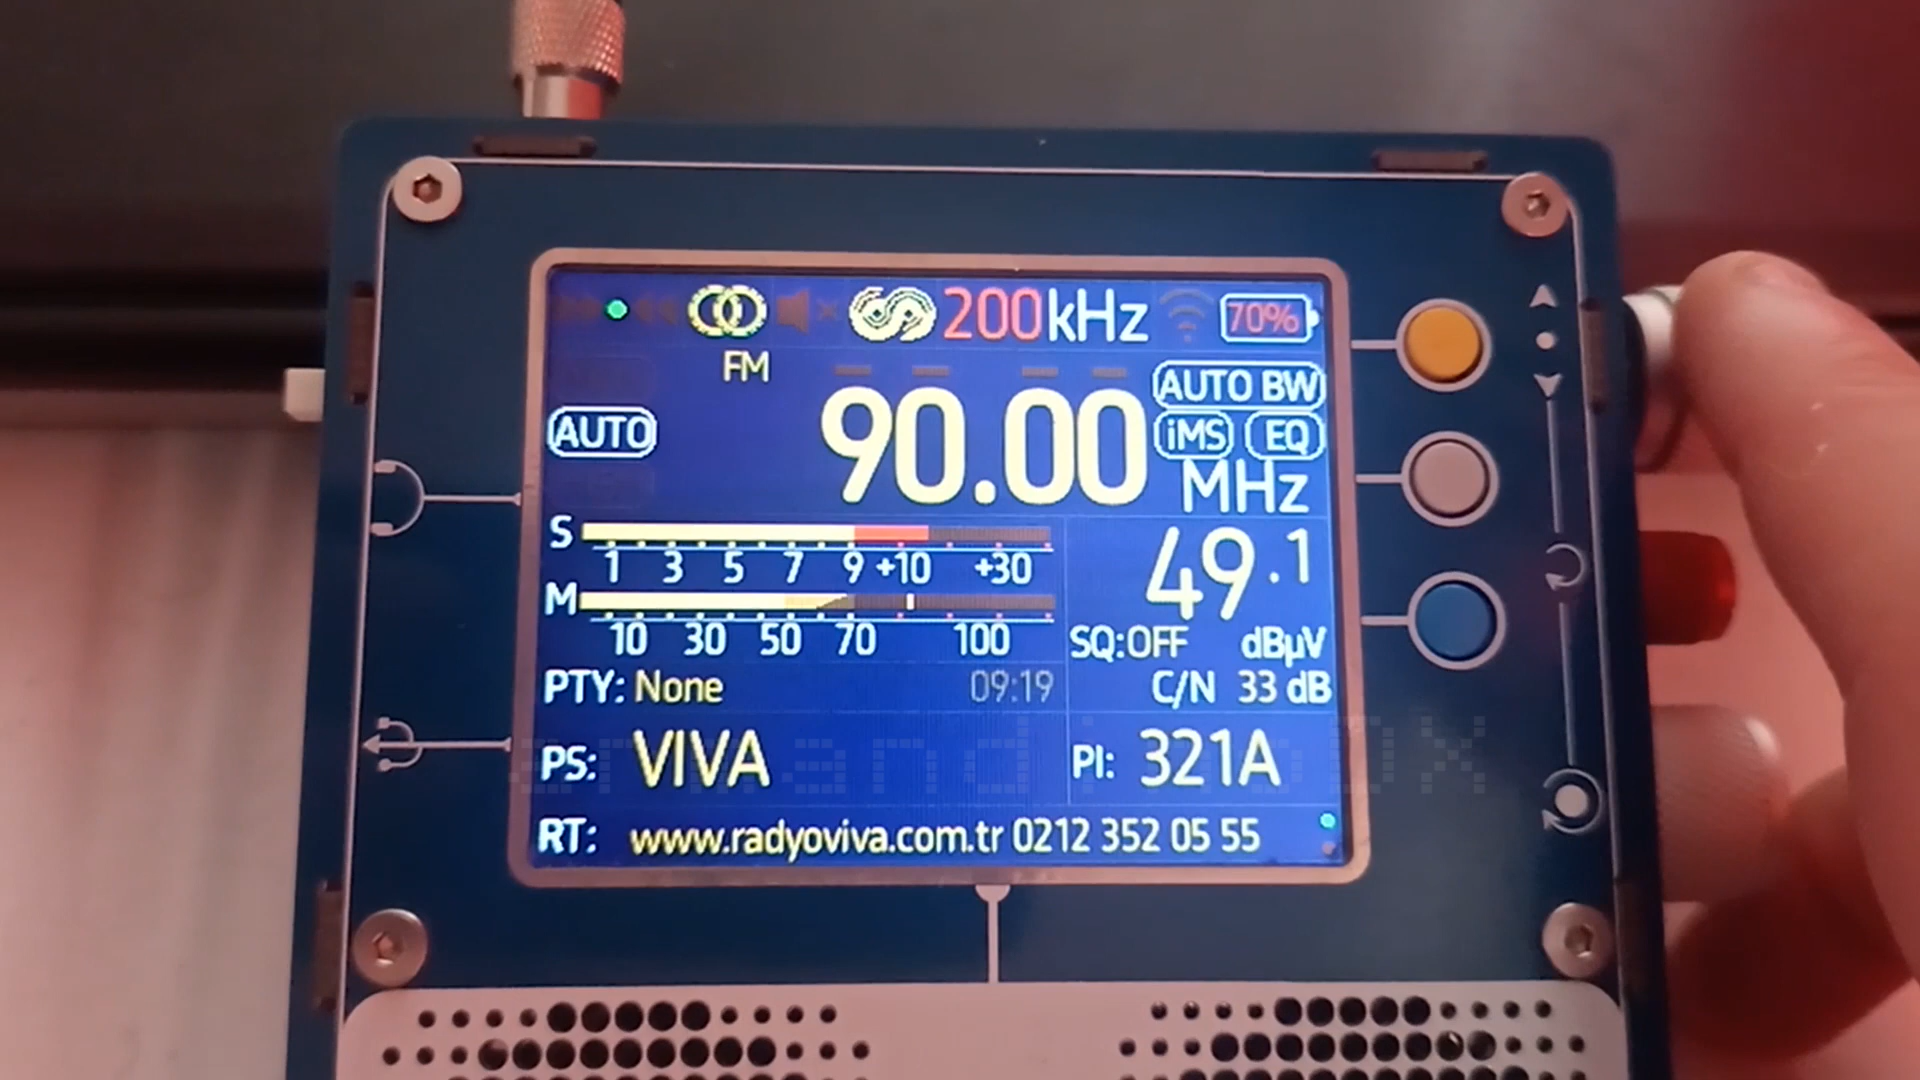 200kHz 70%
FM
AUTO BW
AUTO 90.00 iMS EQ
MHz
S
1 3 5 7 9 +10 +30
49.1
M
10 30 50 70 100
SQ:OFF dBµV
PTY: None 09:19 C/N 33 dB
PS: VIVA PI: 321A
RT: www.radyoviva.com.tr 0212 352 05 55